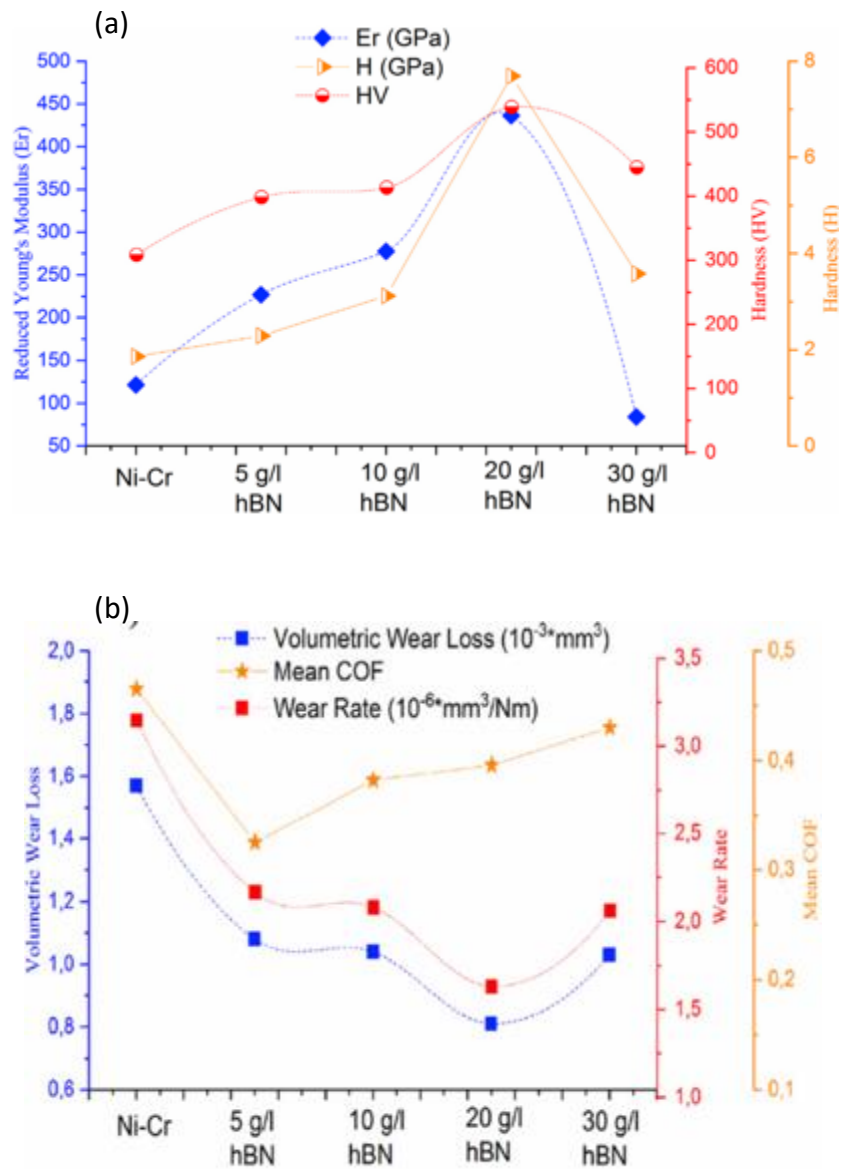 (a)
Er (GPa)
H (GPa)
HV
500
450
400
350
300
250
200
150
100
50
Reduced Young's Modulus (Er)
600
500
400
300
200
100
0
Hardness (HV)
8
6
4
2
0
Hardness (H)
Ni-Cr
5 g/l
hBN
10 g/l
hBN
20 g/l
hBN
30 g/l
hBN
(b)
Volumetric Wear Loss (10⁻³*mm³)
Mean COF
Wear Rate (10⁻⁶*mm³/Nm)
2,0
1,8
1,6
1,4
1,2
1,0
0,8
0,6
Volumetric Wear Loss
3,5
3,0
2,5
2,0
1,5
1,0
Wear Rate
0,5
0,4
0,3
0,2
0,1
Mean COF
Ni-Cr
5 g/l
hBN
10 g/l
hBN
20 g/l
hBN
30 g/l
hBN